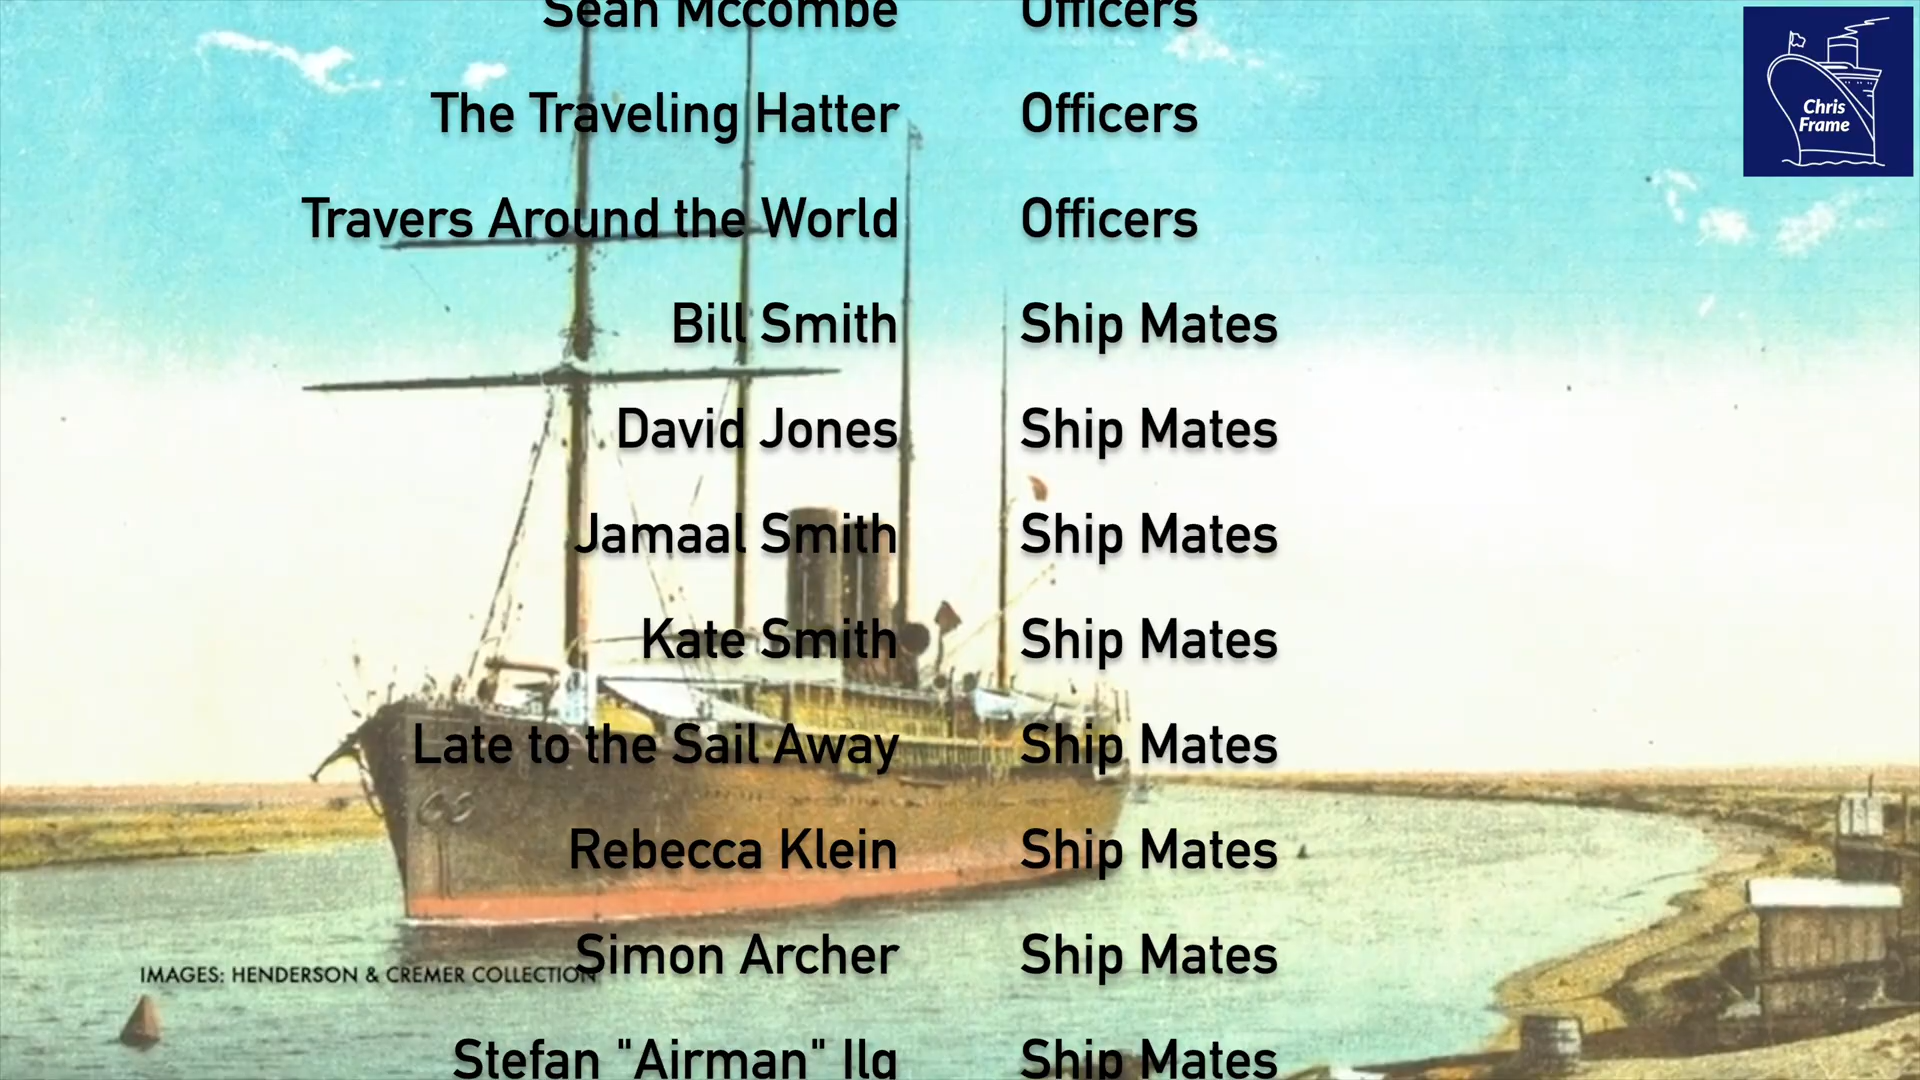 Sean Mccombe Officers
The Traveling Hatter Officers
Travers Around the World Officers
Bill Smith Ship Mates
David Jones Ship Mates
Jamaal Smith Ship Mates
Kate Smith Ship Mates
Late to the Sail Away Ship Mates
Rebecca Klein Ship Mates
Simon Archer Ship Mates
Stefan "Airman" Ilg Ship Mates
Chris
Frame
IMAGES: HENDERSON & CREMER COLLECTION